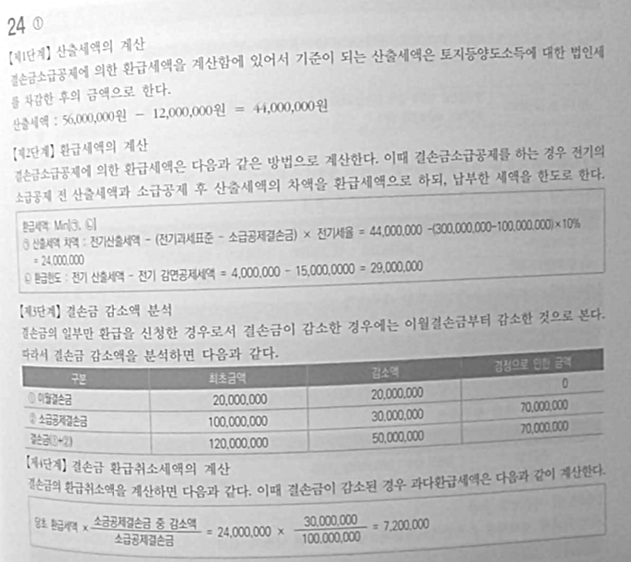 24 ①
【제1단계】 산출세액의 계산
결손금소급공제에 의한 환급세액을 계산함에 있어서 기준이 되는 산출세액은 토지등양도소득에 대한 법인세
를 차감한 후의 금액으로 한다.
산출세액 : 56,000,000원 − 12,000,000원 = 44,000,000원
【제2단계】 환급세액의 계산
결손금소급공제에 의한 환급세액은 다음과 같은 방법으로 계산한다. 이때 결손금소급공제를 하는 경우 전기의
소급공제 전 산출세액과 소급공제 후 산출세액의 차액을 환급세액으로 하되, 납부한 세액을 한도로 한다.
환급세액: Min[㉠, ㉡]
㉠ 산출세액 차액 : 전기산출세액 − (전기과세표준 − 소급공제결손금) × 전기세율 = 44,000,000 −(300,000,000−100,000,000)×10%
= 24,000,000
㉡ 환급한도 : 전기 산출세액 − 전기 감면공제세액 = 4,000,000 − 15,000,0000 = 29,000,000
【제3단계】 결손금 감소액 분석
결손금의 일부만 환급을 신청한 경우로서 결손금이 감소한 경우에는 이월결손금부터 감소한 것으로 본다.
따라서 결손금 감소액을 분석하면 다음과 같다.
구분 최초금액 감소액 경정으로 인한 금액
① 이월결손금 20,000,000 20,000,000 0
② 소급공제결손금 100,000,000 30,000,000 70,000,000
결손금(①+②) 120,000,000 50,000,000 70,000,000
【제4단계】 결손금 환급취소세액의 계산
결손금의 환급취소액을 계산하면 다음과 같다. 이때 결손금이 감소된 경우 과다환급세액은 다음과 같이 계산한다.
당초 환급세액 × 소급공제결손금 중 감소액 / 소급공제결손금 = 24,000,000 × 30,000,000 / 100,000,000 = 7,200,000